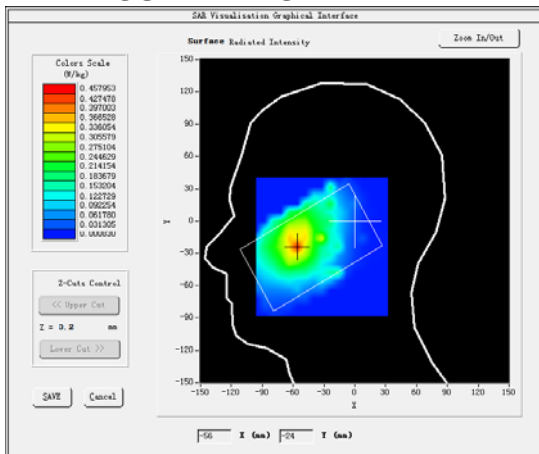 SAR Visualisation Graphical Interface
Surface Radiated Intensity
Zoom In/Out
Colors Scale
(W/kg)
0.457953
0.427478
0.397003
0.366528
0.336054
0.305579
0.275104
0.244629
0.214154
0.183679
0.153204
0.122729
0.092254
0.061780
0.031305
0.000830
Z-Cuts Control
<< Upper Cut
Z = 3.2 mm
Lower Cut >>
SAVE Cancel
150
120
90
60
30
0
-30
-60
-90
-120
-150
Y
-150 -120 -90 -60 -30 0 30 60 90 120 150
X
-56 X (mm) -24 Y (mm)